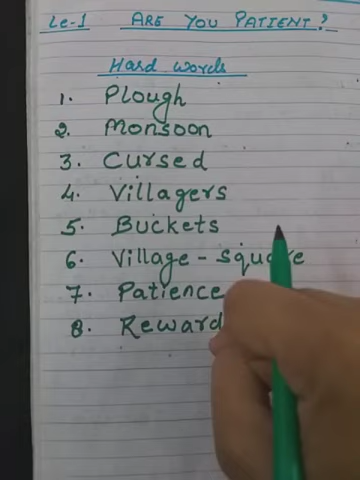 Le-1 ARE YOU PATIENT?
Hard words
1. Plough
2. Monsoon
3. Cursed
4. Villagers
5. Buckets
6. Village - square
7. Patience
8. Reward